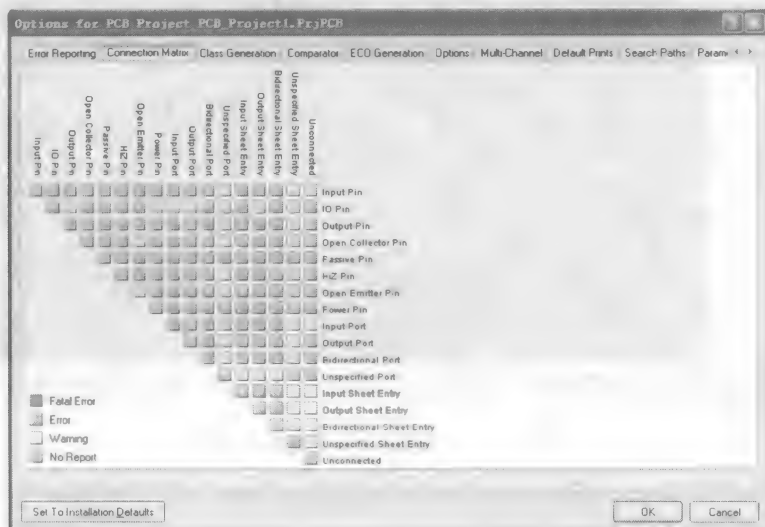 Options for PCB Project PCB_Project1.PrjPCB
Error Reporting Connection Matrix Class Generation Comparator ECO Generation Options Multi-Channel Default Prints Search Paths Param
Input Pin
IO Pin
Output Pin
Open Collector Pin
Passive Pin
HiZ Pin
Open Emitter Pin
Power Pin
Input Port
Output Port
Bidirectional Port
Unspecified Port
Input Sheet Entry
Output Sheet Entry
Bidirectional Sheet Entry
Unspecified Sheet Entry
Unconnected
Input Pin
IO Pin
Output Pin
Open Collector Pin
Passive Pin
HiZ Pin
Open Emitter Pin
Power Pin
Input Port
Output Port
Bidirectional Port
Unspecified Port
Input Sheet Entry
Output Sheet Entry
Bidirectional Sheet Entry
Unspecified Sheet Entry
Unconnected
Fatal Error
Error
Warning
No Report
Set To Installation Defaults
OK
Cancel